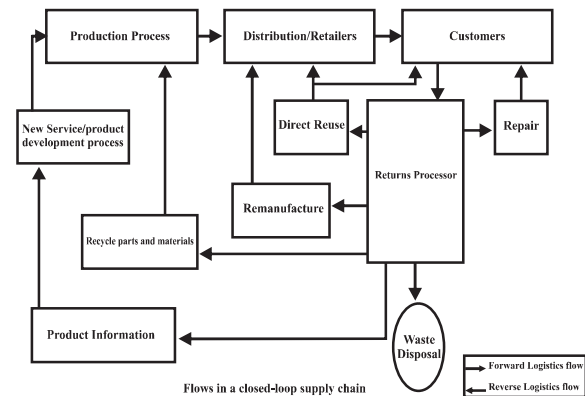 Production Process
Distribution/Retailers
Customers
New Service/product
development process
Direct Reuse
Repair
Returns Processor
Remanufacture
Recycle parts and materials
Product Information
Waste
Disposal
Forward Logistics flow
Reverse Logistics flow
Flows in a closed-loop supply chain